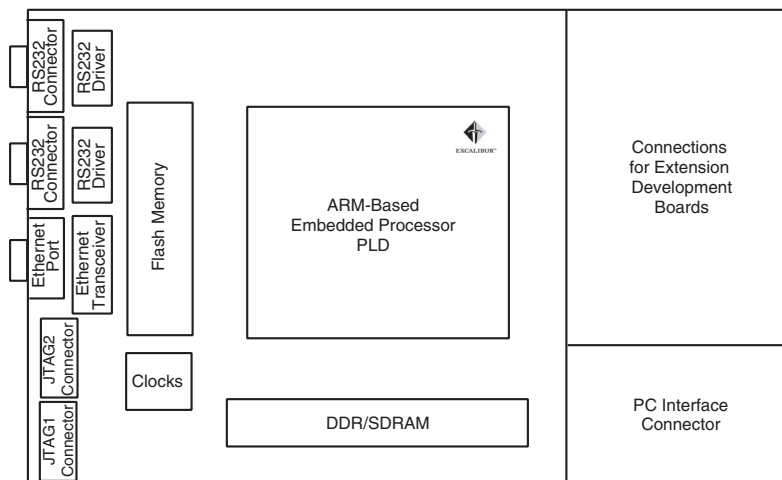 RS232
Connector
RS232
Driver
RS232
Connector
RS232
Driver
Ethernet
Port
Ethernet
Transceiver
JTAG2
Connector
JTAG1
Connector
Flash Memory
Clocks
EXCALIBUR™
ARM-Based
Embedded Processor
PLD
DDR/SDRAM
Connections
for Extension
Development
Boards
PC Interface
Connector